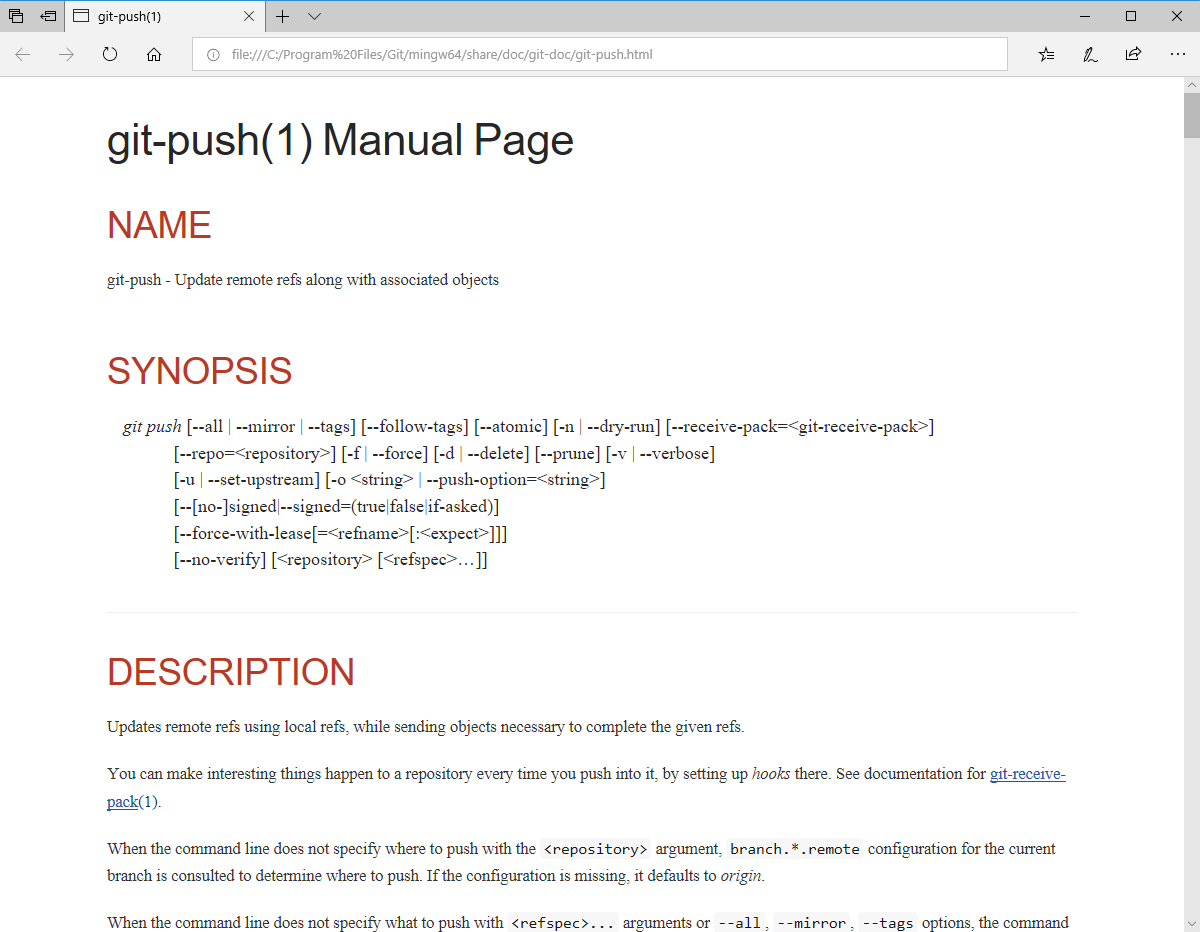 git-push(1)
file:///C:/Program%20Files/Git/mingw64/share/doc/git-doc/git-push.html
git-push(1) Manual Page
NAME
git-push - Update remote refs along with associated objects
SYNOPSIS
git push [--all | --mirror | --tags] [--follow-tags] [--atomic] [-n | --dry-run] [--receive-pack=<git-receive-pack>]
[--repo=<repository>] [-f | --force] [-d | --delete] [--prune] [-v | --verbose]
[-u | --set-upstream] [-o <string> | --push-option=<string>]
[--[no-]signed|--signed=(true|false|if-asked)]
[--force-with-lease[=<refname>[:<expect>]]]
[--no-verify] [<repository> [<refspec>…]]
DESCRIPTION
Updates remote refs using local refs, while sending objects necessary to complete the given refs.
You can make interesting things happen to a repository every time you push into it, by setting up hooks there. See documentation for git-receive-
pack(1).
When the command line does not specify where to push with the <repository> argument, branch.*.remote configuration for the current
branch is consulted to determine where to push. If the configuration is missing, it defaults to origin.
When the command line does not specify what to push with <refspec>... arguments or --all, --mirror, --tags options, the command